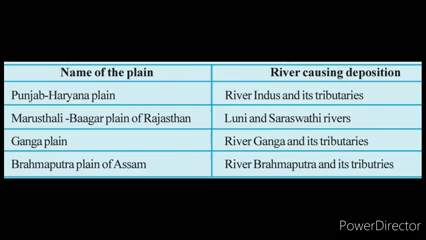 Name of the plain River causing deposition
Punjab-Haryana plain River Indus and its tributaries
Marusthali -Baagar plain of Rajasthan Luni and Saraswathi rivers
Ganga plain River Ganga and its tributaries
Brahmaputra plain of Assam River Brahmaputra and its tributries
PowerDirector